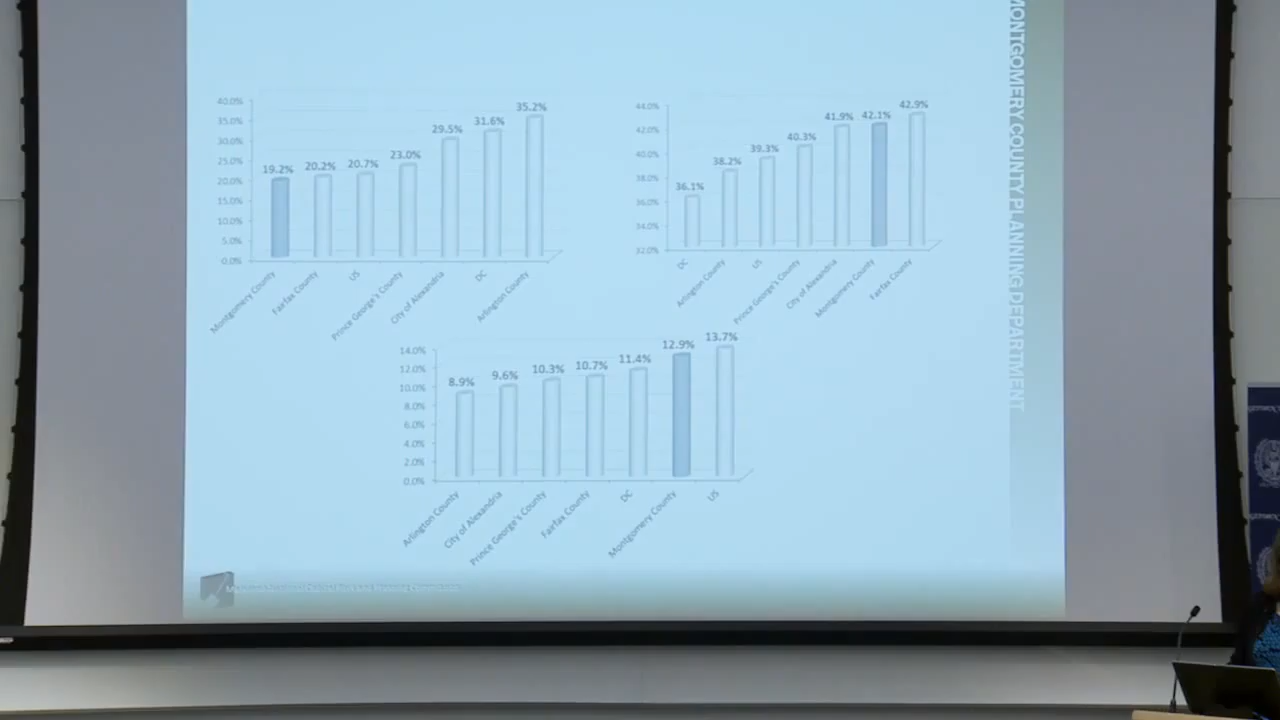 40.0%
35.0%
30.0%
25.0%
20.0%
15.0%
10.0%
5.0%
0.0%
19.2%
20.2%
20.7%
23.0%
29.5%
31.6%
35.2%
Montgomery County
Fairfax County
US
Prince George's County
City of Alexandria
DC
Arlington County
44.0%
42.0%
40.0%
38.0%
36.0%
34.0%
32.0%
36.1%
38.2%
39.3%
40.3%
41.9%
42.1%
42.9%
DC
Arlington County
US
Prince George's County
City of Alexandria
Montgomery County
Fairfax County
14.0%
12.0%
10.0%
8.0%
6.0%
4.0%
2.0%
0.0%
8.9%
9.6%
10.3%
10.7%
11.4%
12.9%
13.7%
Arlington County
City of Alexandria
Prince George's County
Fairfax County
DC
Montgomery County
US
MONTGOMERY COUNTY PLANNING DEPARTMENT